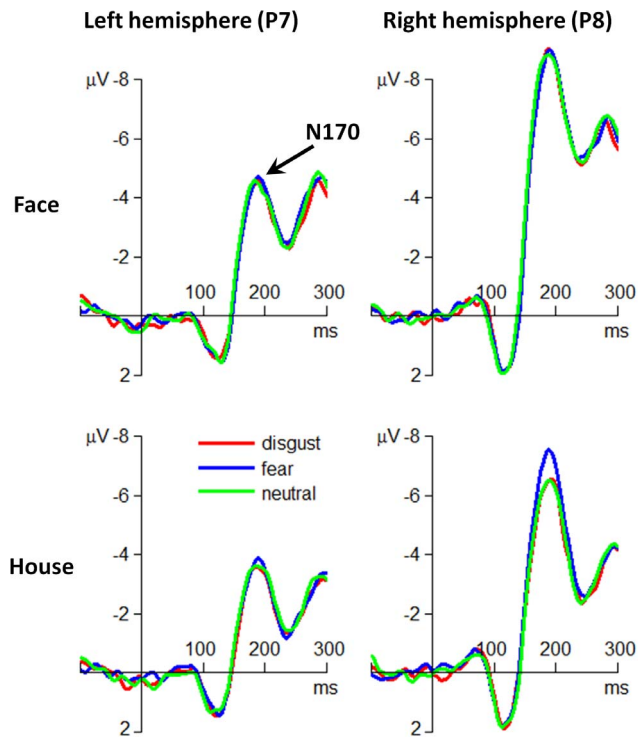 Left hemisphere (P7)
Right hemisphere (P8)
µV -8
-6
-4
-2
2
100 200 300
ms
N170
µV -8
-6
-4
-2
2
100 200 300
ms
Face
µV -8
-6
-4
-2
2
100 200 300
ms
disgust
fear
neutral
µV -8
-6
-4
-2
2
100 200 300
ms
House